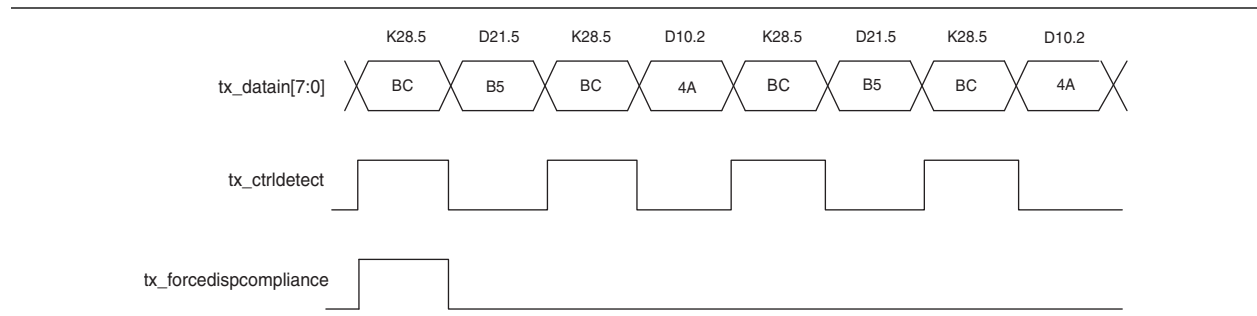 K28.5 D21.5 K28.5 D10.2 K28.5 D21.5 K28.5 D10.2
tx_datain[7:0] BC B5 BC 4A BC B5 BC 4A
tx_ctrldetect
tx_forcedispcompliance